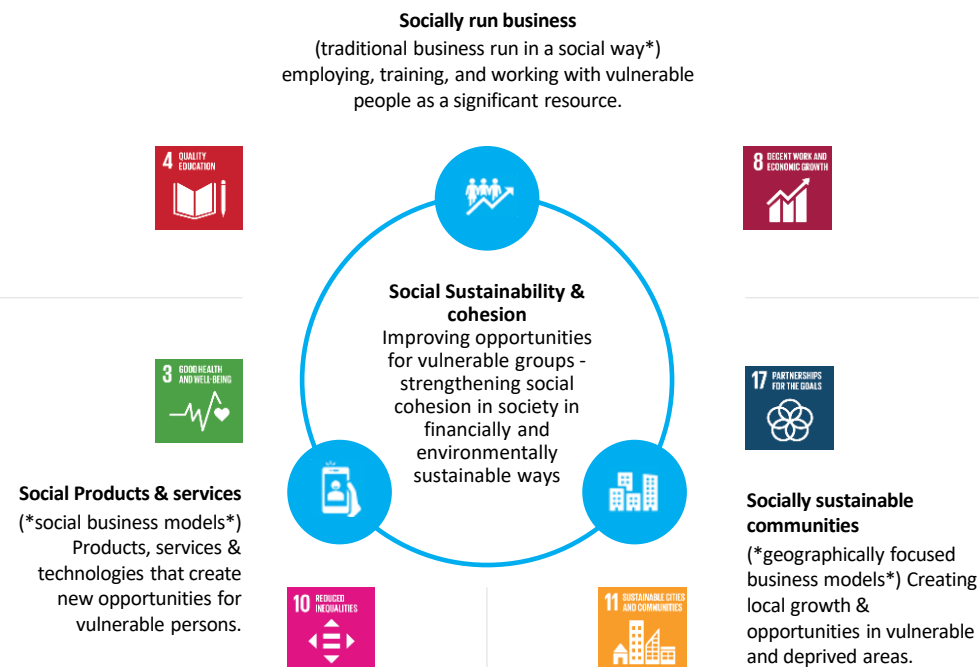 Socially run business
(traditional business run in a social way*)
employing, training, and working with vulnerable
people as a significant resource.
4 QUALITY
EDUCATION
8 DECENT WORK AND
ECONOMIC GROWTH
Social Sustainability &
cohesion
Improving opportunities
for vulnerable groups -
strengthening social
cohesion in society in
financially and
environmentally
sustainable ways
3 GOOD HEALTH
AND WELL-BEING
17 PARTNERSHIPS
FOR THE GOALS
Social Products & services
(*social business models*)
Products, services &
technologies that create
new opportunities for
vulnerable persons.
Socially sustainable
communities
(*geographically focused
business models*) Creating
local growth &
opportunities in vulnerable
and deprived areas.
10 REDUCED
INEQUALITIES
11 SUSTAINABLE CITIES
AND COMMUNITIES